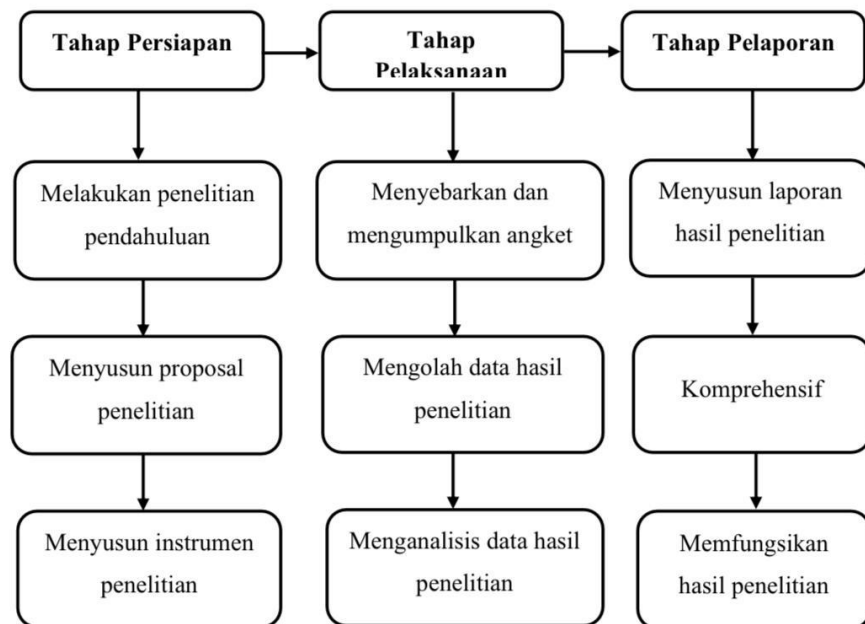 Tahap Persiapan
Tahap
Pelaksanaan
Tahap Pelaporan
Melakukan penelitian
pendahuluan
Menyebarkan dan
mengumpulkan angket
Menyusun laporan
hasil penelitian
Menyusun proposal
penelitian
Mengolah data hasil
penelitian
Komprehensif
Menyusun instrumen
penelitian
Menganalisis data hasil
penelitian
Memfungsikan
hasil penelitian